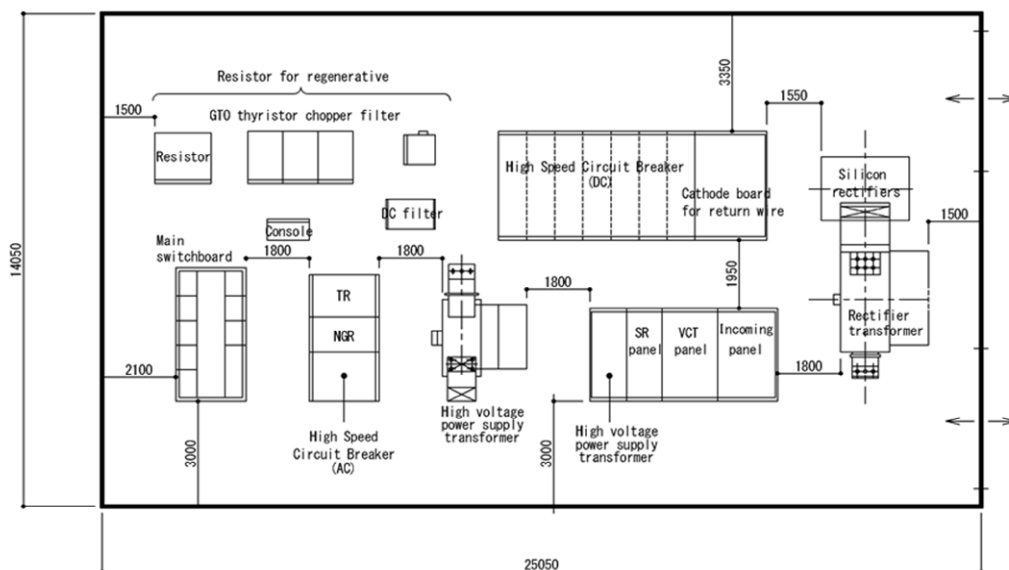 3350
Resistor for regenerative
1550
1500
GTO thyristor chopper filter
Resistor
High Speed Circuit Breaker
(DC)
Cathode board
for return wire
Silicon
rectifiers
DC filter
Console
1500
Main
switchboard
1800
1800
1950
14050
1800
TR
NGR
SR
panel
VCT
panel
Incoming
panel
Rectifier
transformer
2100
1800
High voltage
power supply
transformer
High Speed
Circuit Breaker
(AC)
High voltage
power supply
transformer
3000
3000
25050